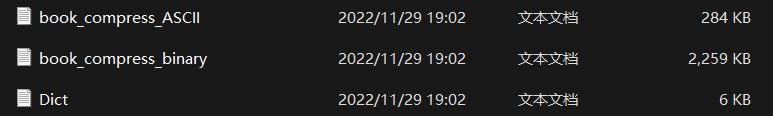 book_compress_ASCII 2022/11/29 19:02 文本文档 284 KB
book_compress_binary 2022/11/29 19:02 文本文档 2,259 KB
Dict 2022/11/29 19:02 文本文档 6 KB